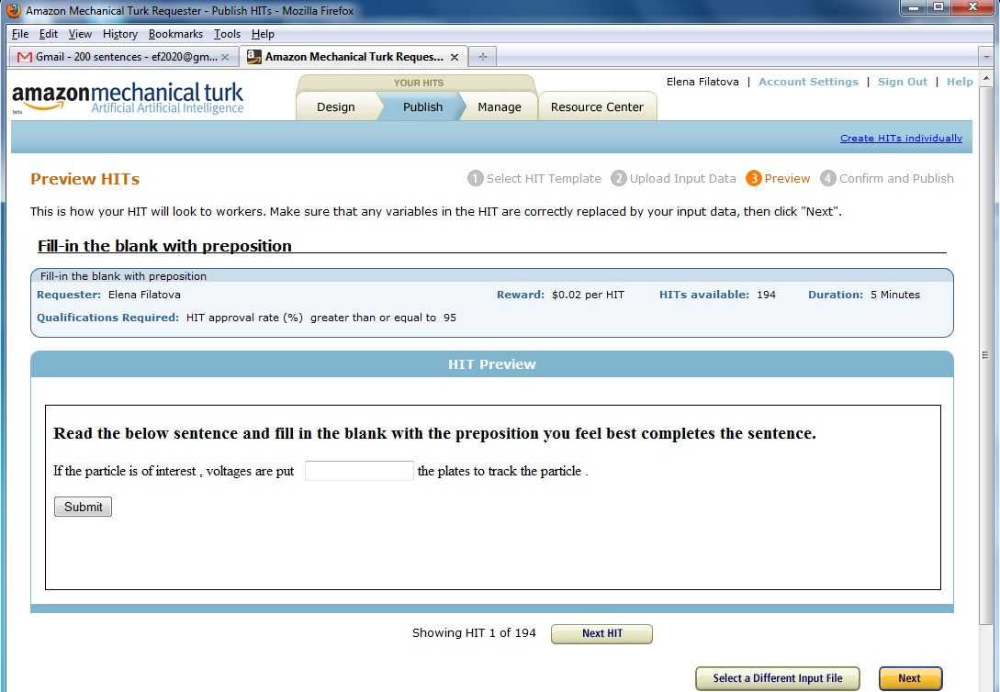 Amazon Mechanical Turk Requester - Publish HITs - Mozilla Firefox
File Edit View History Bookmarks Tools Help
Gmail - 200 sentences - ef2020@gm... × Amazon Mechanical Turk Reques... ×
Elena Filatova | Account Settings | Sign Out | Help
amazonmechanical turk
beta Artificial Artificial Intelligence
YOUR HITS
Design Publish Manage Resource Center
Create HITs individually
Preview HITs 1 Select HIT Template 2 Upload Input Data 3 Preview 4 Confirm and Publish
This is how your HIT will look to workers. Make sure that any variables in the HIT are correctly replaced by your input data, then click "Next".
Fill-in the blank with preposition
Fill-in the blank with preposition
Requester: Elena Filatova Reward: $0.02 per HIT HITs available: 194 Duration: 5 Minutes
Qualifications Required: HIT approval rate (%) greater than or equal to 95
HIT Preview
Read the below sentence and fill in the blank with the preposition you feel best completes the sentence.
If the particle is of interest , voltages are put the plates to track the particle .
Submit
Showing HIT 1 of 194 Next HIT
Select a Different Input File Next